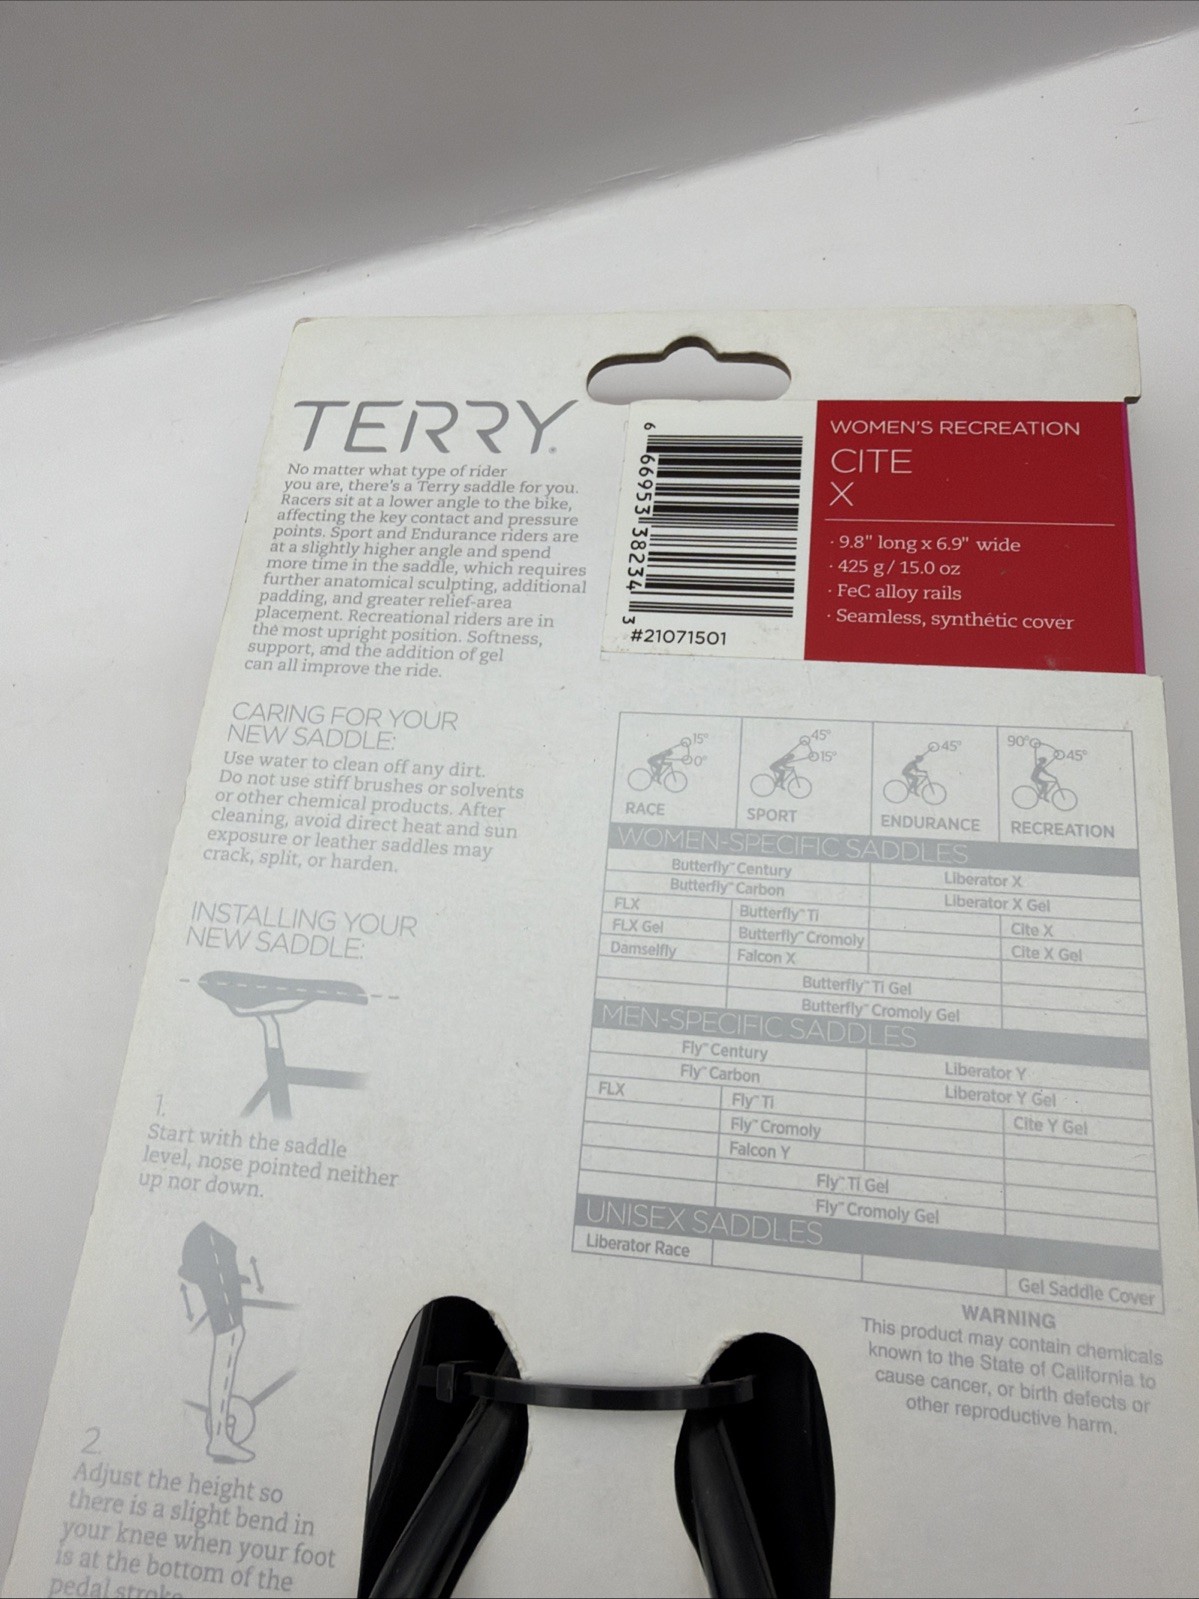 TERRY®
No matter what type of rider
you are, there's a Terry saddle for you.
Racers sit at a lower angle to the bike,
affecting the key contact and pressure
points. Sport and Endurance riders are
at a slightly higher angle and spend
more time in the saddle, which requires
further anatomical sculpting, additional
padding, and greater relief-area
placement. Recreational riders are in
the most upright position. Softness,
support, and the addition of gel
can all improve the ride.
CARING FOR YOUR
NEW SADDLE:
Use water to clean off any dirt.
Do not use stiff brushes or solvents
or other chemical products. After
cleaning, avoid direct heat and sun
exposure or leather saddles may
crack, split, or harden.
INSTALLING YOUR
NEW SADDLE:
1.
Start with the saddle
level, nose pointed neither
up nor down.
2.
Adjust the height so
there is a slight bend in
your knee when your foot
is at the bottom of the
pedal stroke
6 66953 38234 3
#21071501
WOMEN'S RECREATION
CITE
X
· 9.8" long x 6.9" wide
· 425 g / 15.0 oz
· FeC alloy rails
· Seamless, synthetic cover
15° 0° 45° 15° 45° 90° 45°
RACE SPORT ENDURANCE RECREATION
WOMEN-SPECIFIC SADDLES
Butterfly™ Century Liberator X
Butterfly™ Carbon Liberator X Gel
FLX Butterfly™ Ti Cite X
FLX Gel Butterfly™ Cromoly Cite X Gel
Damselfly Falcon X
Butterfly™ Ti Gel
Butterfly™ Cromoly Gel
MEN-SPECIFIC SADDLES
Fly™ Century Liberator Y
Fly™ Carbon Liberator Y Gel
FLX Fly™ Ti Cite Y Gel
Fly™ Cromoly
Falcon Y
Fly™ Ti Gel
Fly™ Cromoly Gel
UNISEX SADDLES
Liberator Race Gel Saddle Cover
WARNING
This product may contain chemicals
known to the State of California to
cause cancer, or birth defects or
other reproductive harm.